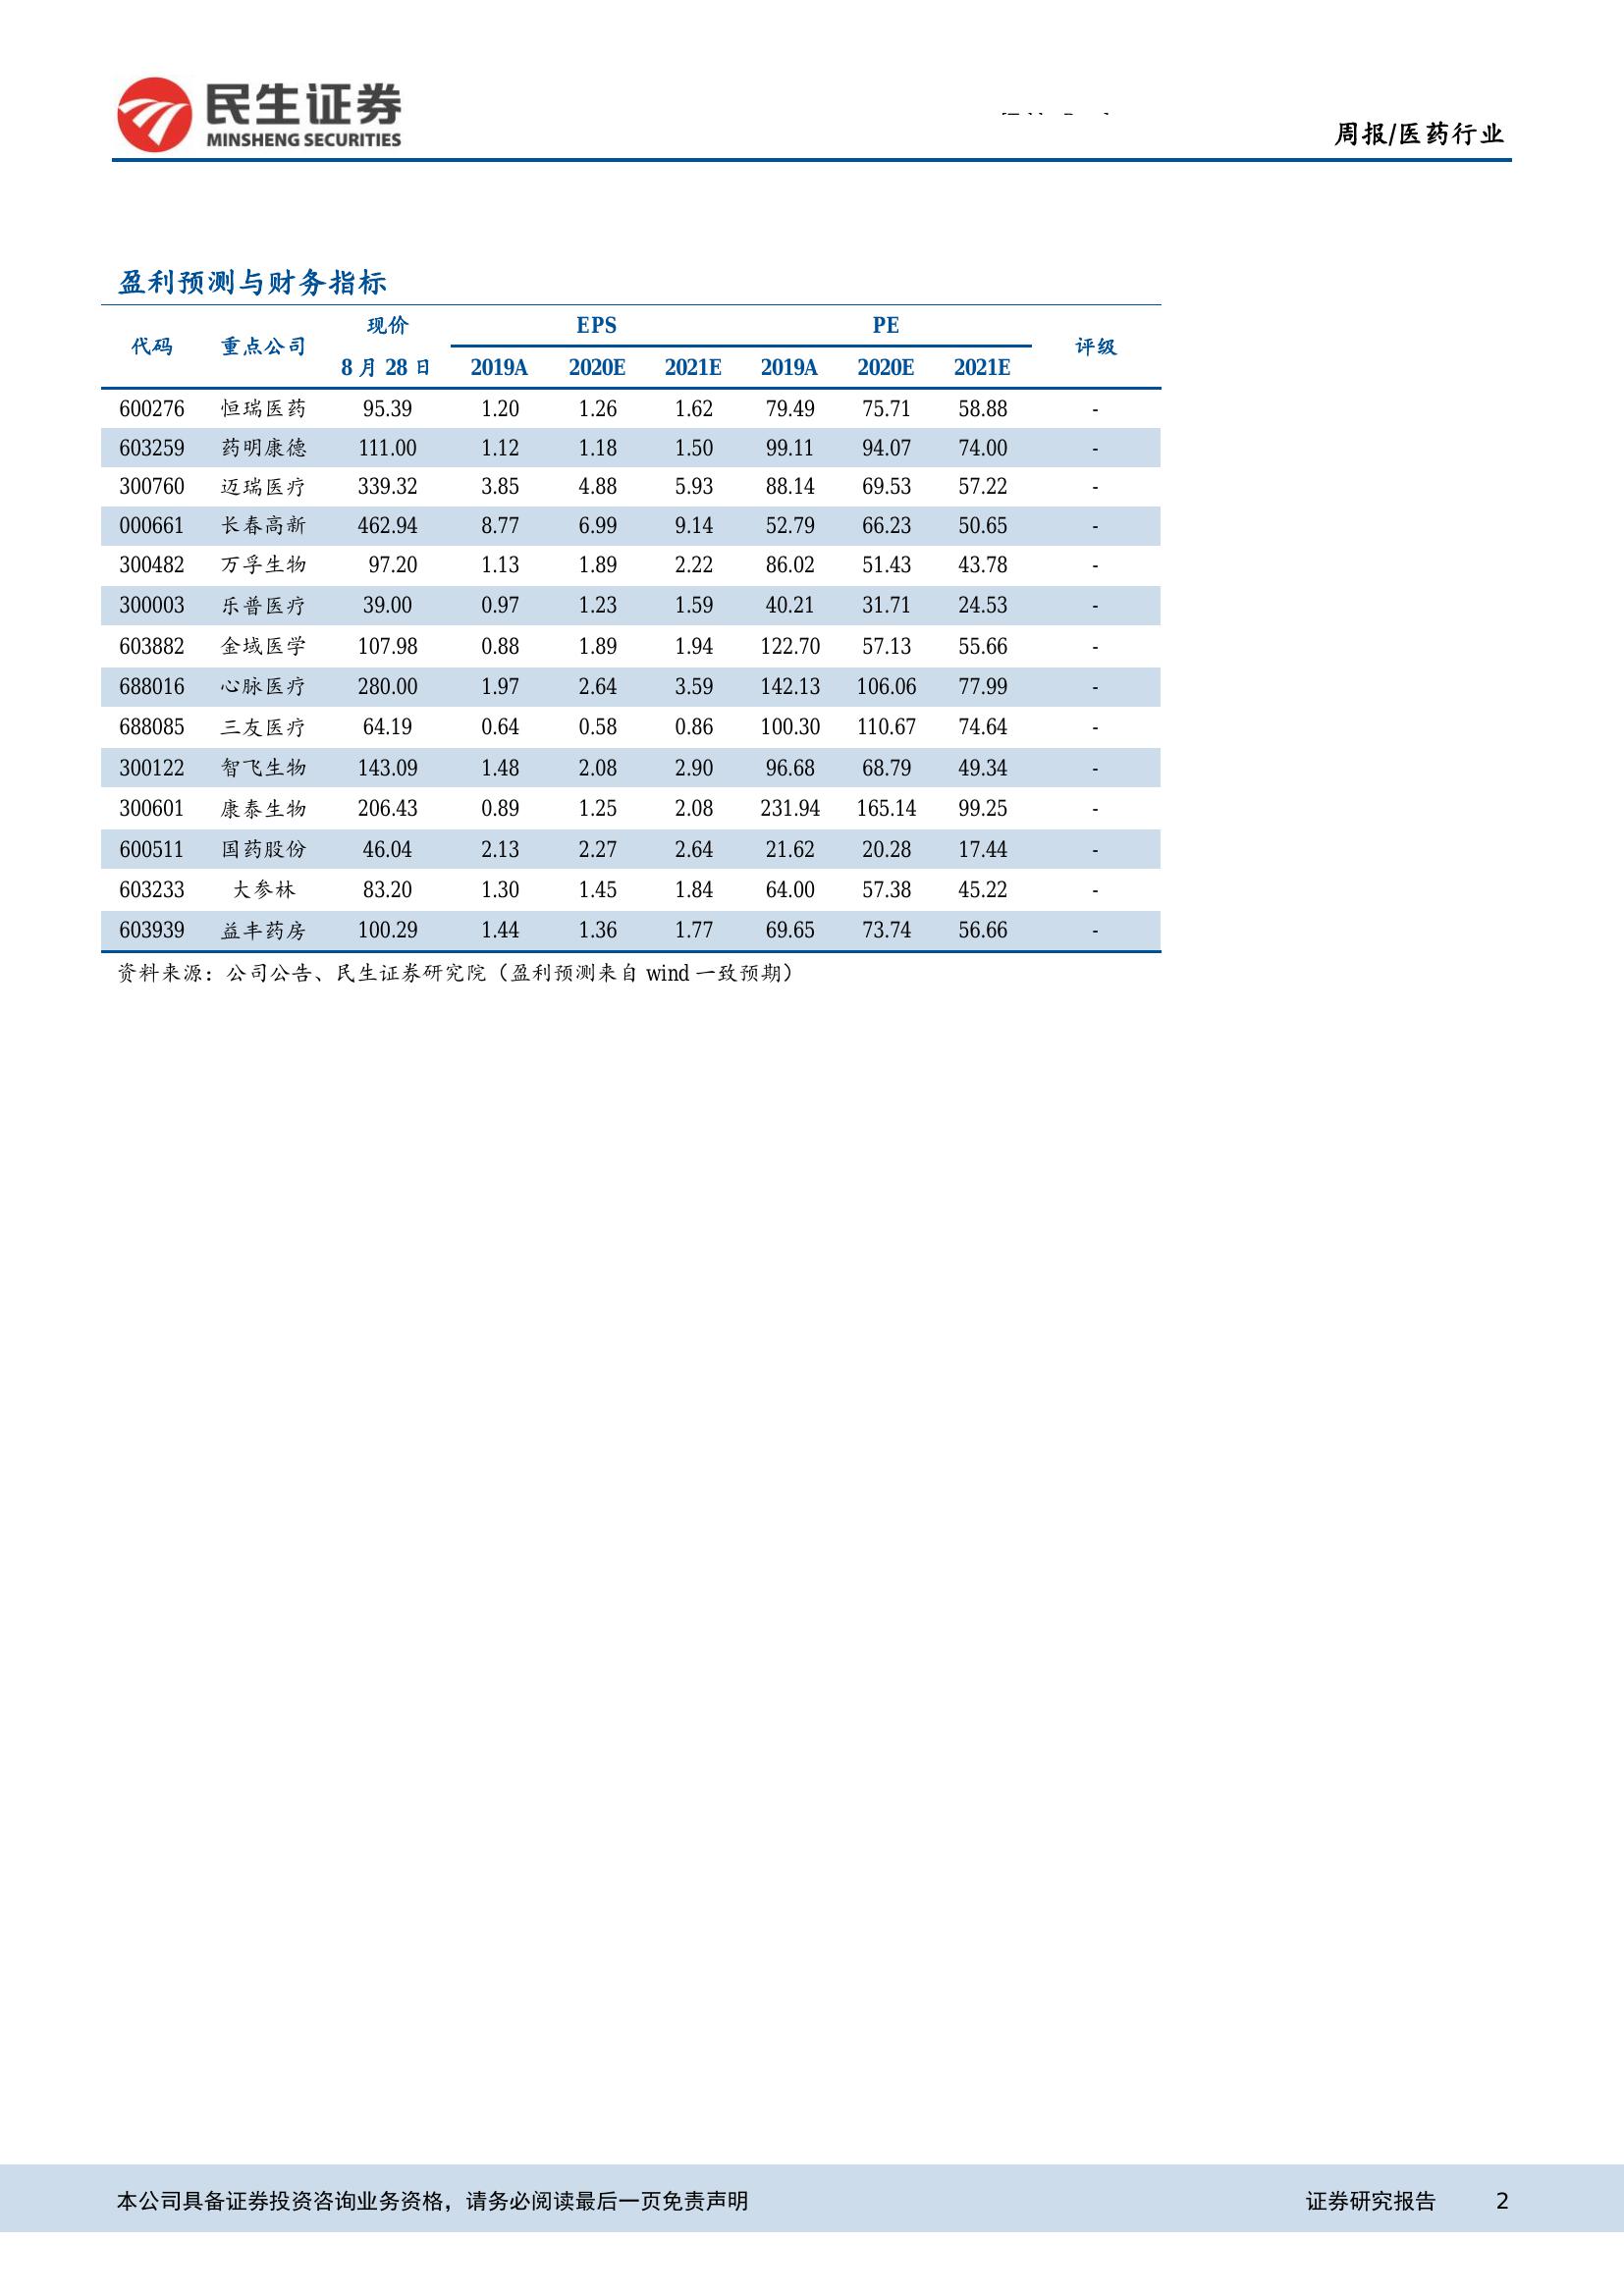 民生证券
MINSHENG SECURITIES
周报/医药行业
盈利预测与财务指标
代码 重点公司 现价 EPS PE 评级
8 月 28 日 2019A 2020E 2021E 2019A 2020E 2021E
600276 恒瑞医药 95.39 1.20 1.26 1.62 79.49 75.71 58.88 -
603259 药明康德 111.00 1.12 1.18 1.50 99.11 94.07 74.00 -
300760 迈瑞医疗 339.32 3.85 4.88 5.93 88.14 69.53 57.22 -
000661 长春高新 462.94 8.77 6.99 9.14 52.79 66.23 50.65 -
300482 万孚生物 97.20 1.13 1.89 2.22 86.02 51.43 43.78 -
300003 乐普医疗 39.00 0.97 1.23 1.59 40.21 31.71 24.53 -
603882 金域医学 107.98 0.88 1.89 1.94 122.70 57.13 55.66 -
688016 心脉医疗 280.00 1.97 2.64 3.59 142.13 106.06 77.99 -
688085 三友医疗 64.19 0.64 0.58 0.86 100.30 110.67 74.64 -
300122 智飞生物 143.09 1.48 2.08 2.90 96.68 68.79 49.34 -
300601 康泰生物 206.43 0.89 1.25 2.08 231.94 165.14 99.25 -
600511 国药股份 46.04 2.13 2.27 2.64 21.62 20.28 17.44 -
603233 大参林 83.20 1.30 1.45 1.84 64.00 57.38 45.22 -
603939 益丰药房 100.29 1.44 1.36 1.77 69.65 73.74 56.66 -
资料来源：公司公告、民生证券研究院（盈利预测来自 wind 一致预期）
本公司具备证券投资咨询业务资格，请务必阅读最后一页免责声明 证券研究报告 2